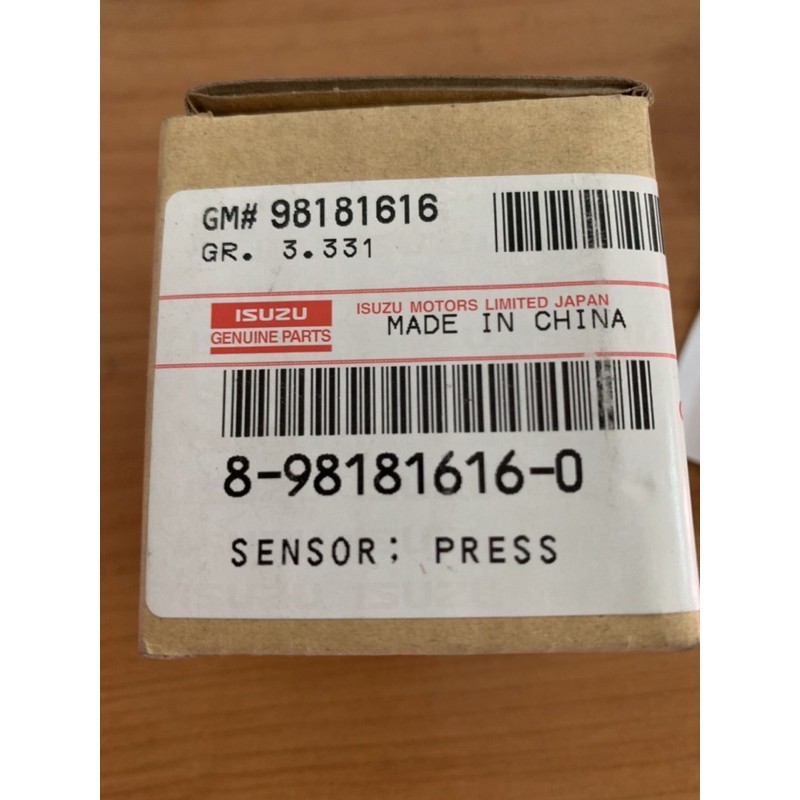 GM# 98181616
GR. 3.331
ISUZU
GENUINE PARTS
ISUZU MOTORS LIMITED JAPAN
MADE IN CHINA
8-98181616-0
SENSOR; PRESS